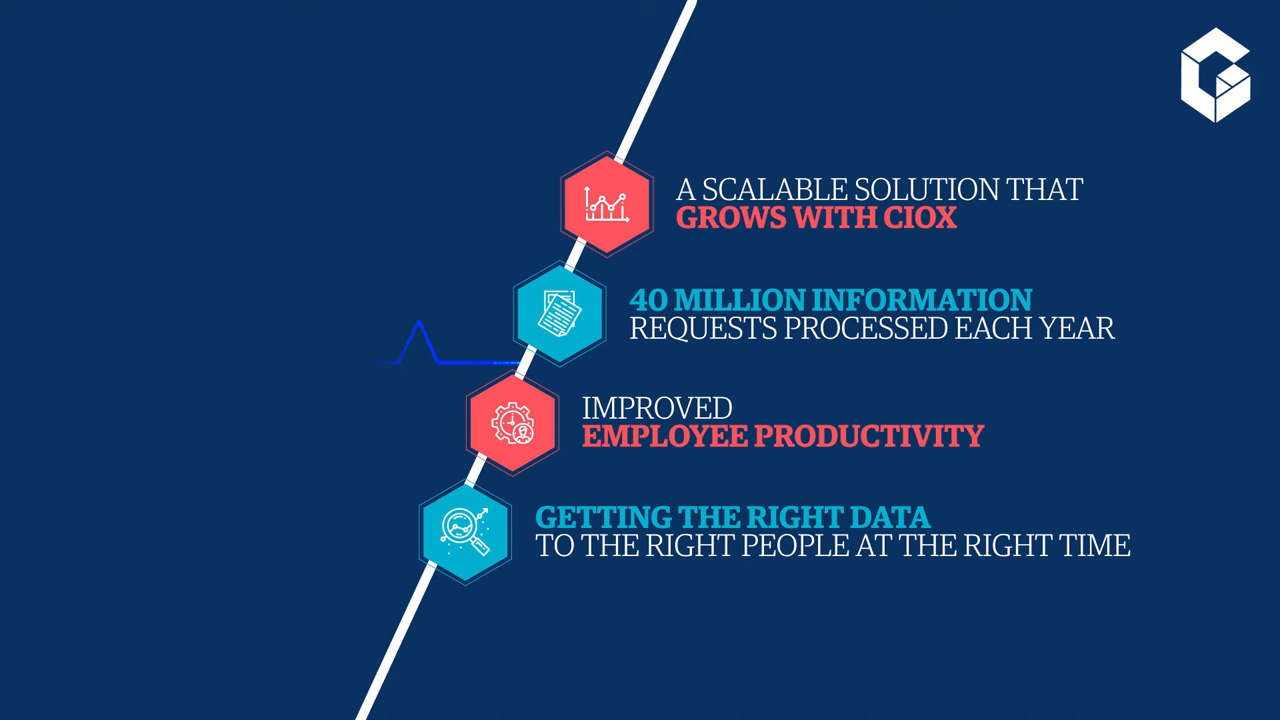 A SCALABLE SOLUTION THAT
GROWS WITH CIOX
40 MILLION INFORMATION
REQUESTS PROCESSED EACH YEAR
IMPROVED
EMPLOYEE PRODUCTIVITY
GETTING THE RIGHT DATA
TO THE RIGHT PEOPLE AT THE RIGHT TIME